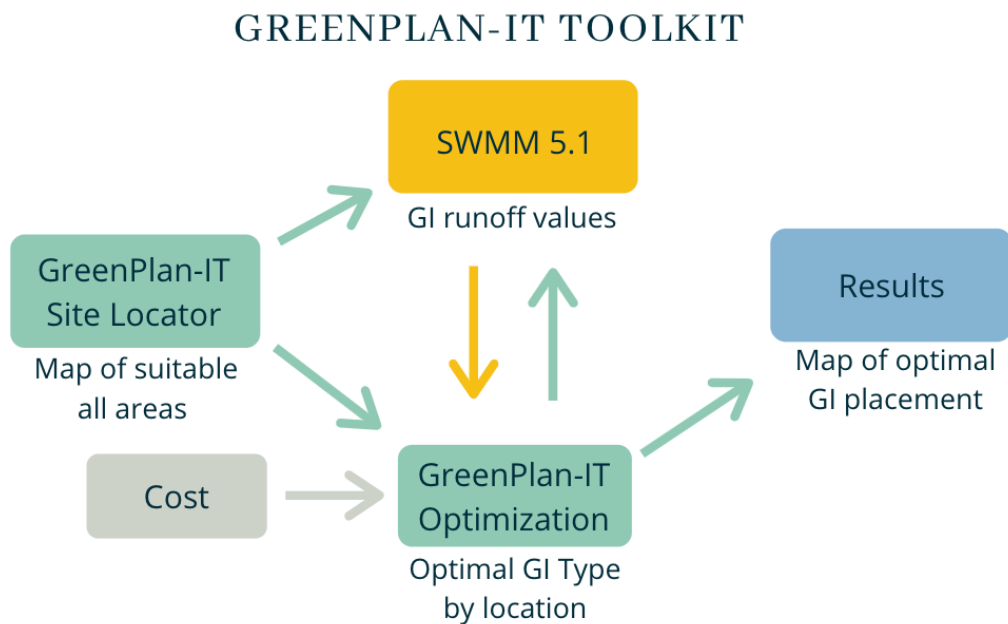 GREENPLAN-IT TOOLKIT
SWMM 5.1
GI runoff values
GreenPlan-IT
Site Locator
Map of suitable
all areas
Results
Map of optimal
GI placement
Cost
GreenPlan-IT
Optimization
Optimal GI Type
by location